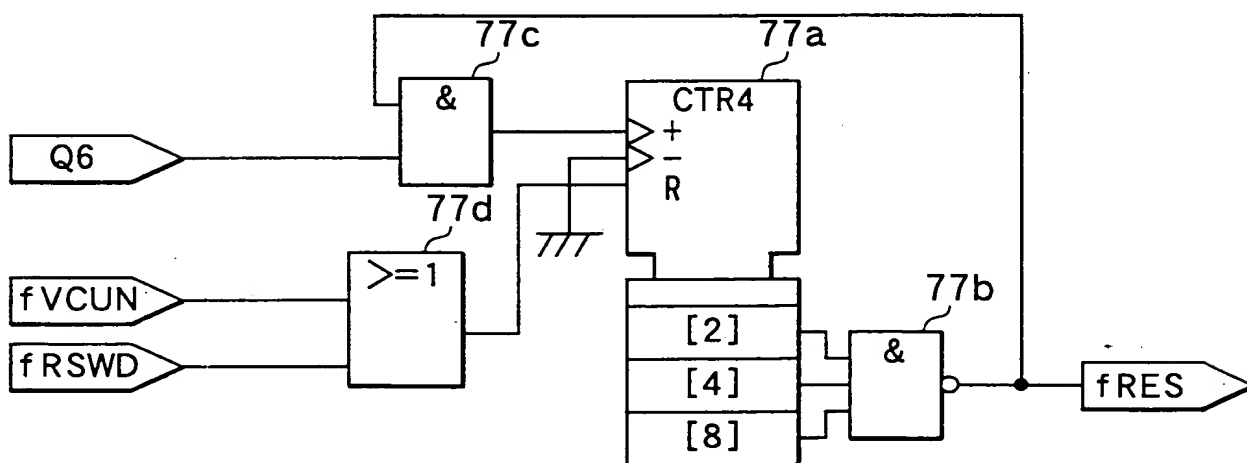 77c
77a
&
CTR4
Q6
+
-
R
77d
fVCUN
>=1
77b
[2]
&
fRSWD
[4]
fRES
[8]